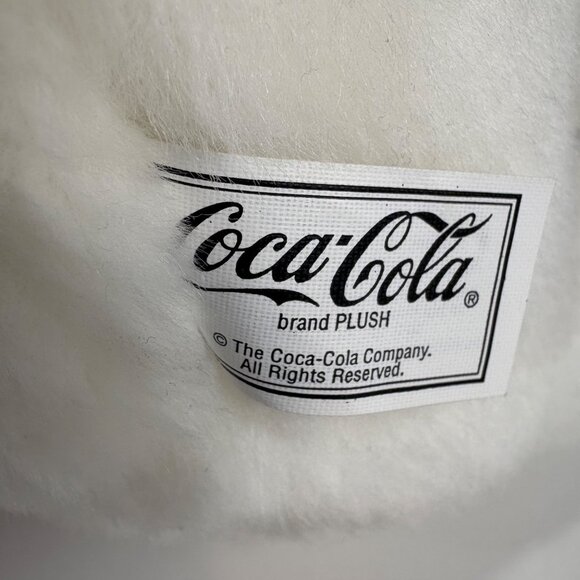 Coca-Cola®
brand PLUSH
© The Coca-Cola Company.
All Rights Reserved.